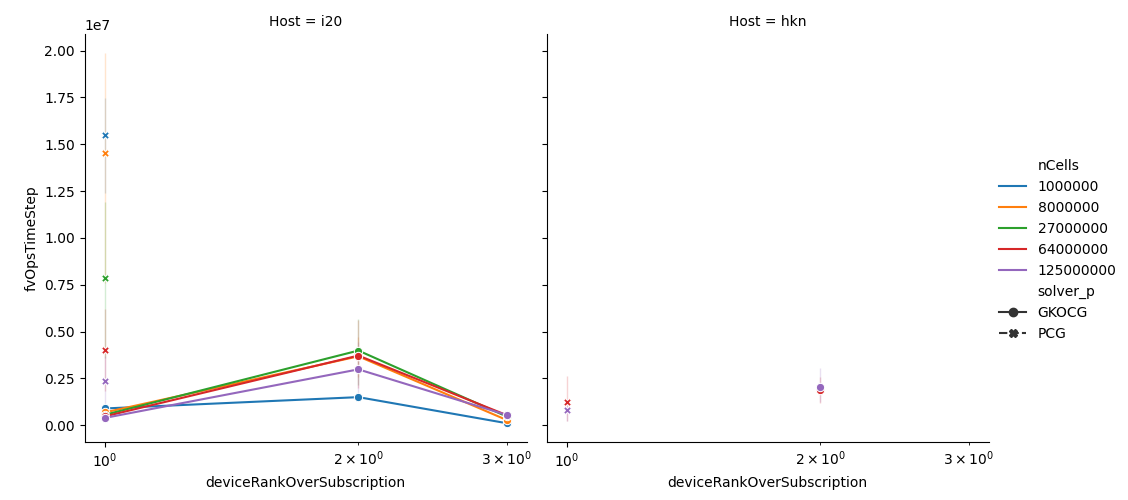 Host = i20
Host = hkn
1e7
2.00
1.75
1.50
1.25
1.00
0.75
0.50
0.25
0.00
fvOpsTimeStep
10⁰
2 × 10⁰
3 × 10⁰
deviceRankOverSubscription
10⁰
2 × 10⁰
3 × 10⁰
deviceRankOverSubscription
nCells
1000000
8000000
27000000
64000000
125000000
solver_p
GKOCG
PCG